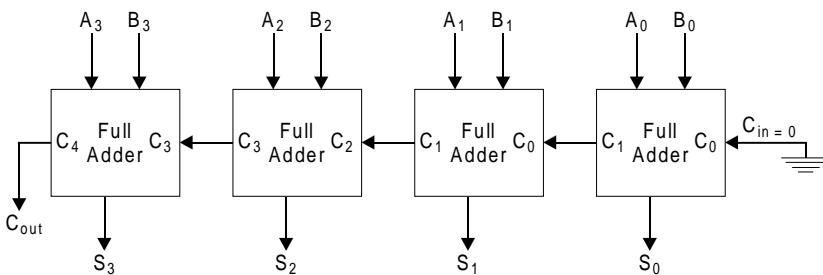 A3 B3 A2 B2 A1 B1 A0 B0
C4 Full Adder C3 C3 Full Adder C2 C1 Full Adder C0 C1 Full Adder C0 Cin = 0
Cout
S3 S2 S1 S0